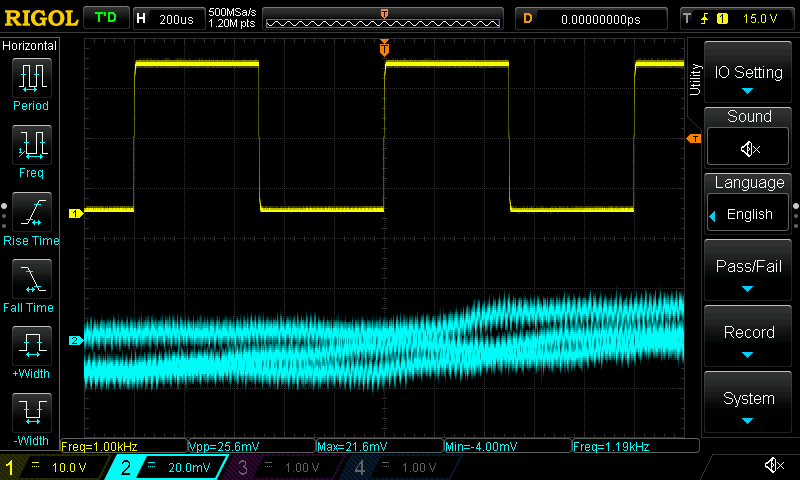 RIGOL T'D H 200us 500MSa/s 1.20M pts T D 0.00000000ps T 1 15.0 V
Horizontal
Period
Freq
Rise Time
Fall Time
+Width
-Width
T
T
1
2
Utility
IO Setting
Sound
Language
English
Pass/Fail
Record
System
Freq=1.00kHz Vpp=25.6mV Max=21.6mV Min=-4.00mV Freq=1.19kHz
1 10.0 V 2 20.0mV 3 1.00 V 4 1.00 V